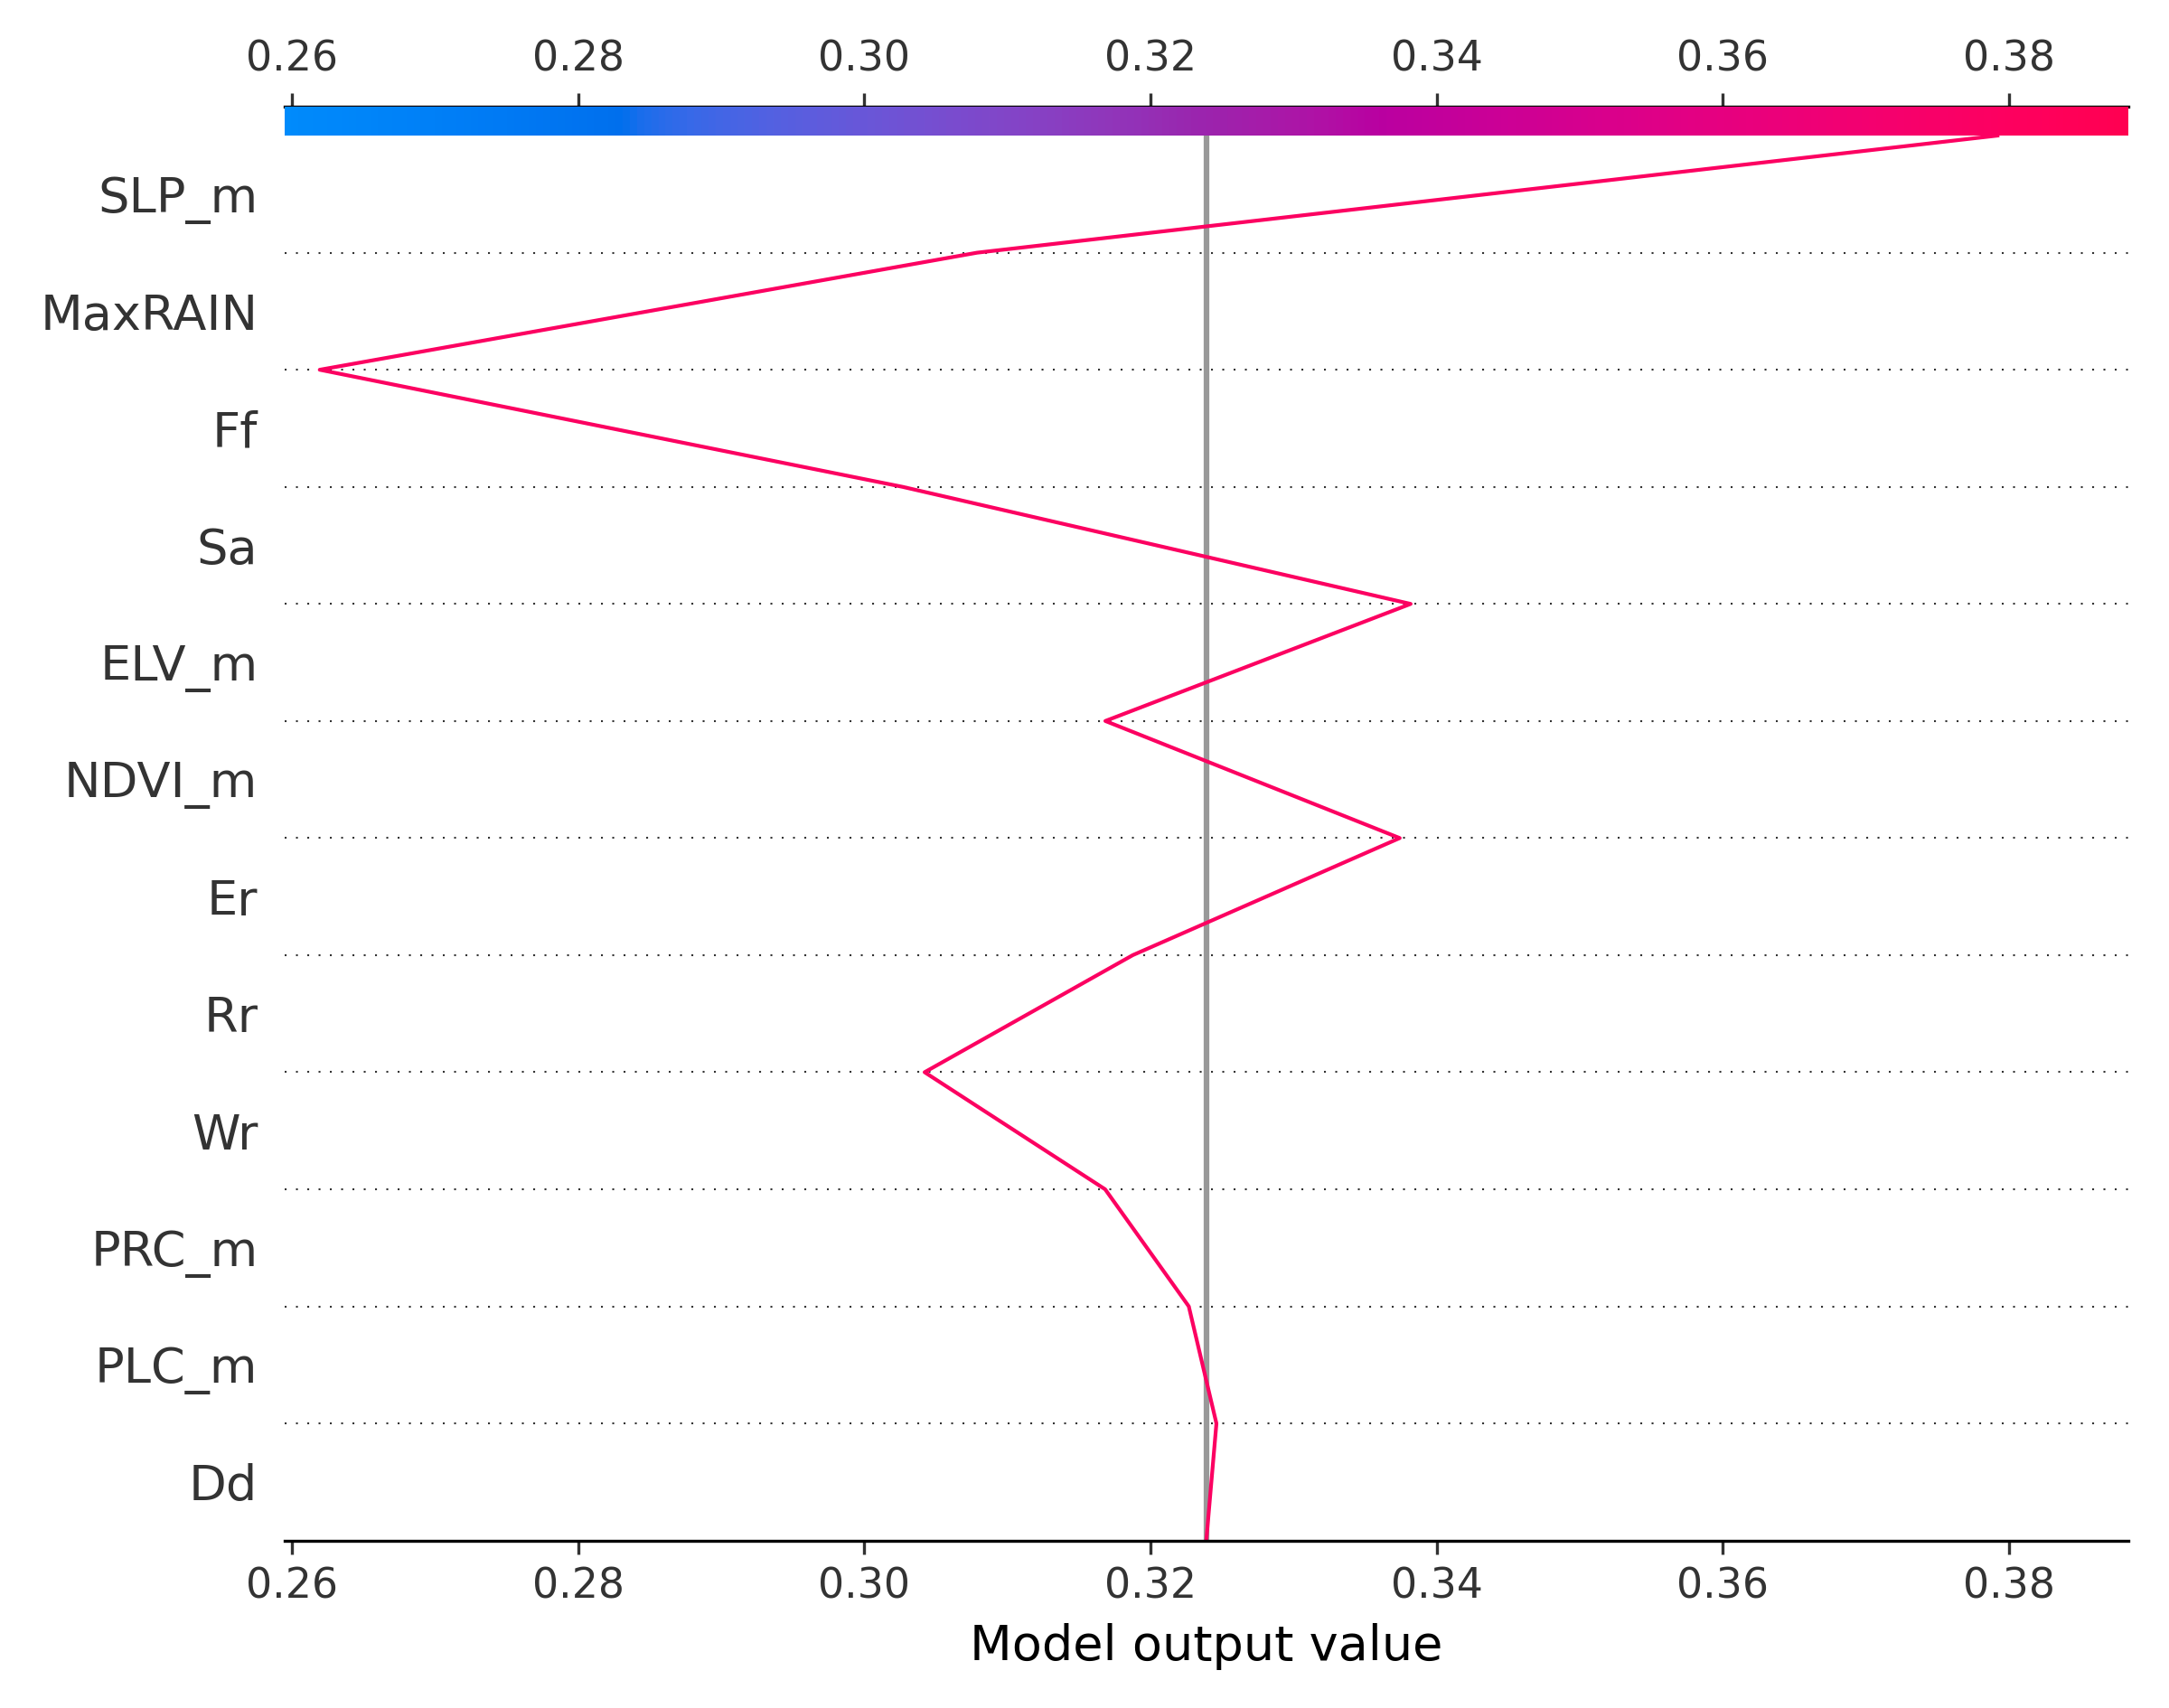 0.26 0.28 0.30 0.32 0.34 0.36 0.38
SLP_m
MaxRAIN
Ff
Sa
ELV_m
NDVI_m
Er
Rr
Wr
PRC_m
PLC_m
Dd
0.26 0.28 0.30 0.32 0.34 0.36 0.38
Model output value